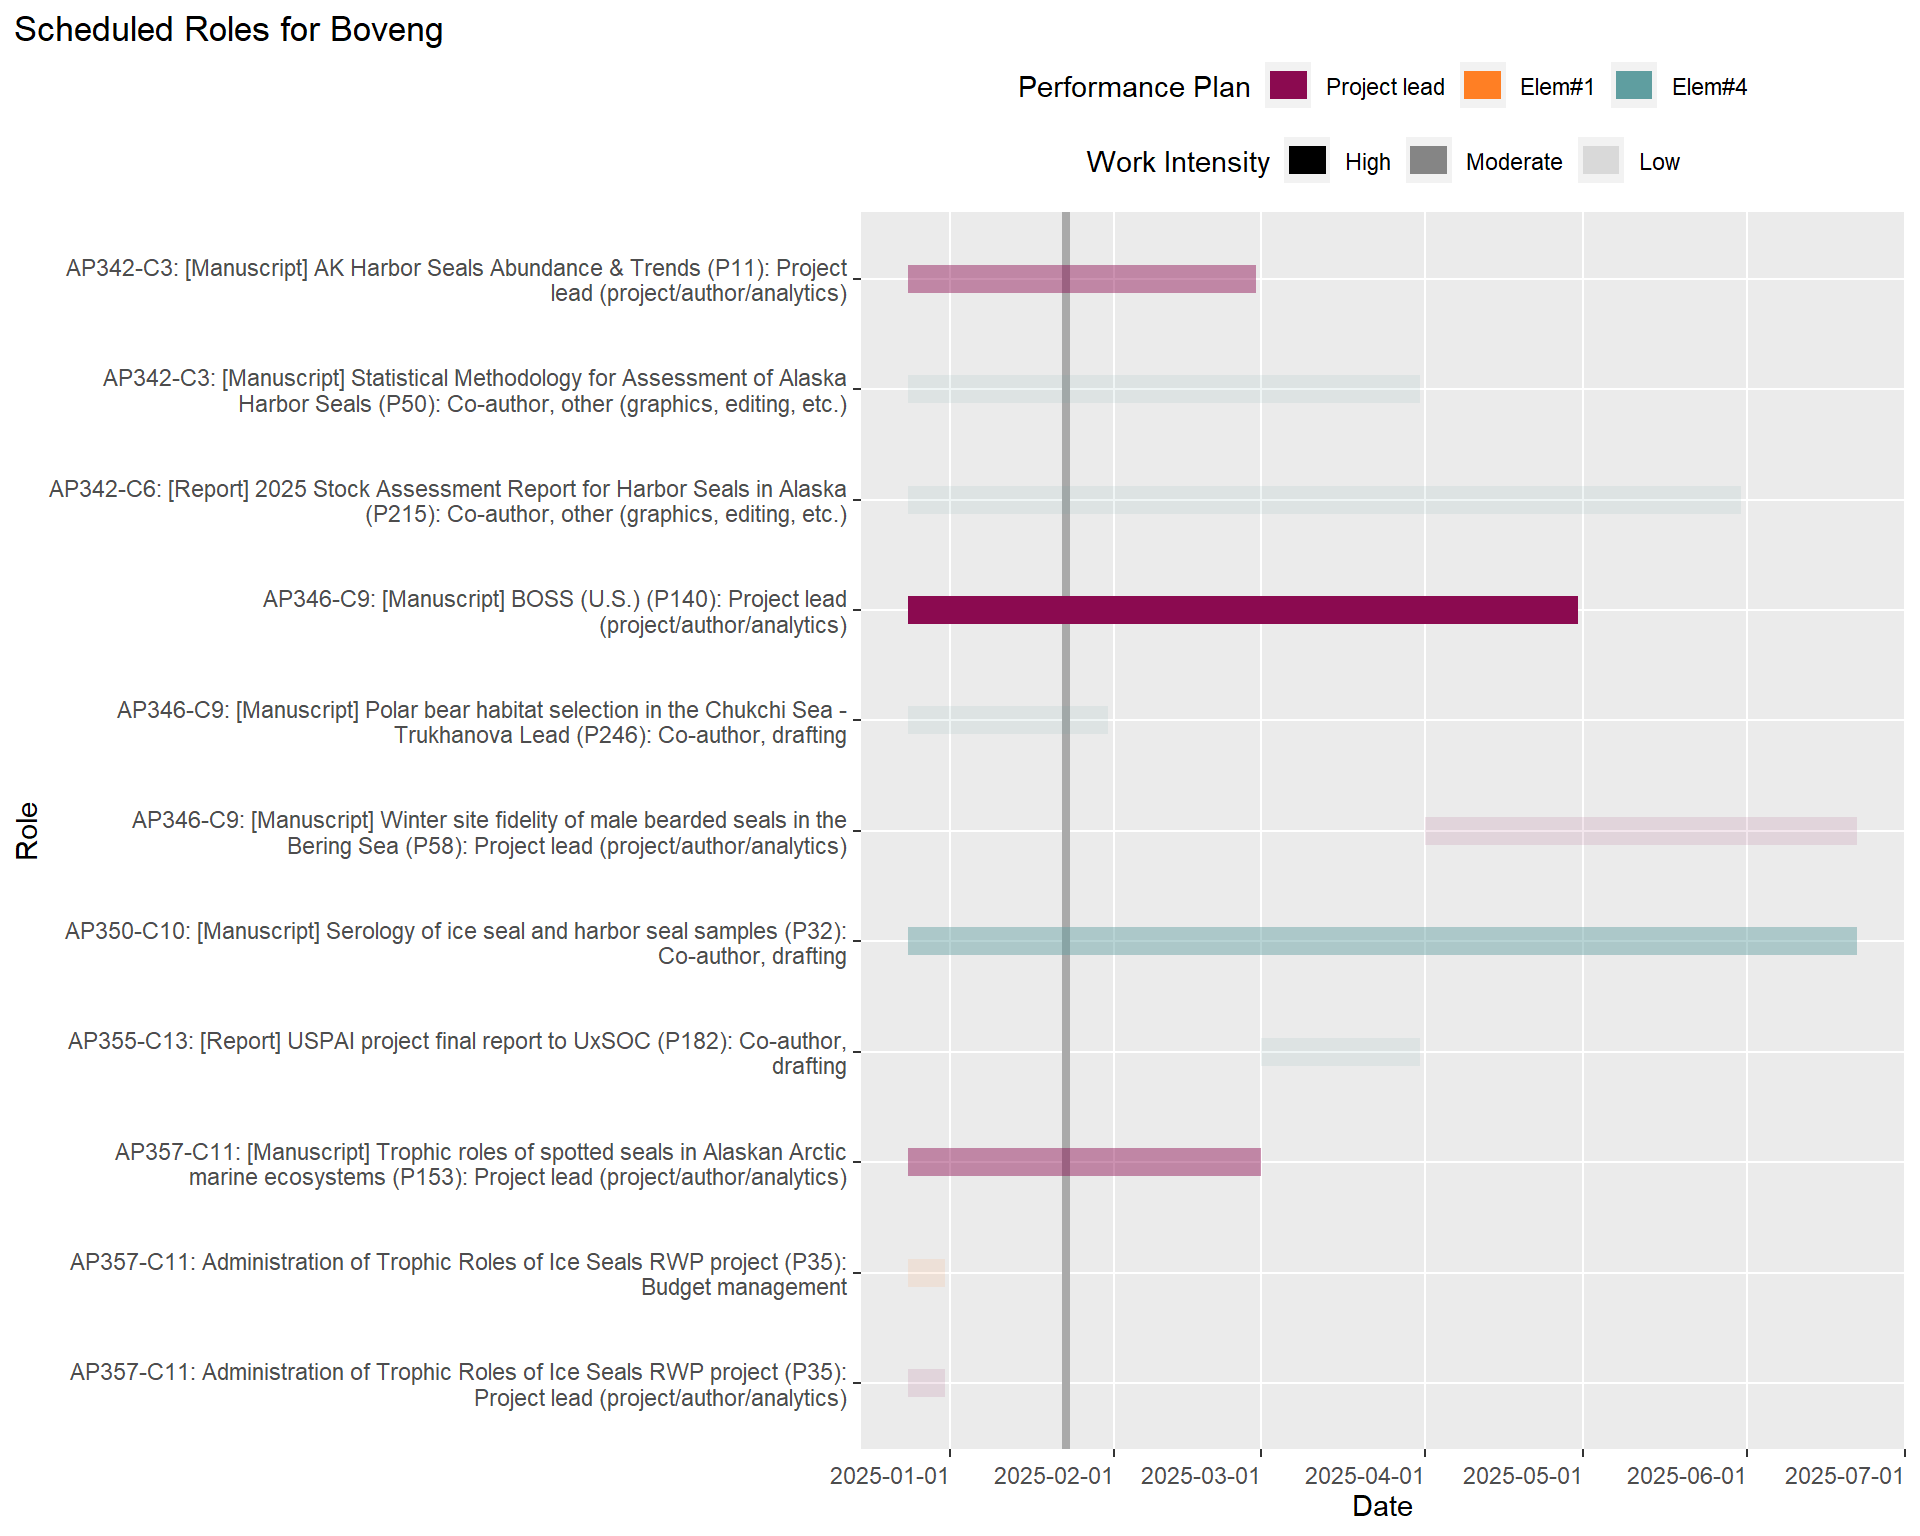 Scheduled Roles for Boveng
Performance Plan Project lead Elem#1 Elem#4
Work Intensity High Moderate Low
AP342-C3: [Manuscript] AK Harbor Seals Abundance & Trends (P11): Project
lead (project/author/analytics)
AP342-C3: [Manuscript] Statistical Methodology for Assessment of Alaska
Harbor Seals (P50): Co-author, other (graphics, editing, etc.)
AP342-C6: [Report] 2025 Stock Assessment Report for Harbor Seals in Alaska
(P215): Co-author, other (graphics, editing, etc.)
AP346-C9: [Manuscript] BOSS (U.S.) (P140): Project lead
(project/author/analytics)
AP346-C9: [Manuscript] Polar bear habitat selection in the Chukchi Sea -
Trukhanova Lead (P246): Co-author, drafting
AP346-C9: [Manuscript] Winter site fidelity of male bearded seals in the
Bering Sea (P58): Project lead (project/author/analytics)
AP350-C10: [Manuscript] Serology of ice seal and harbor seal samples (P32):
Co-author, drafting
AP355-C13: [Report] USPAI project final report to UxSOC (P182): Co-author,
drafting
AP357-C11: [Manuscript] Trophic roles of spotted seals in Alaskan Arctic
marine ecosystems (P153): Project lead (project/author/analytics)
AP357-C11: Administration of Trophic Roles of Ice Seals RWP project (P35):
Budget management
AP357-C11: Administration of Trophic Roles of Ice Seals RWP project (P35):
Project lead (project/author/analytics)
Role
2025-01-01 2025-02-01 2025-03-01 2025-04-01 2025-05-01 2025-06-01 2025-07-01
Date